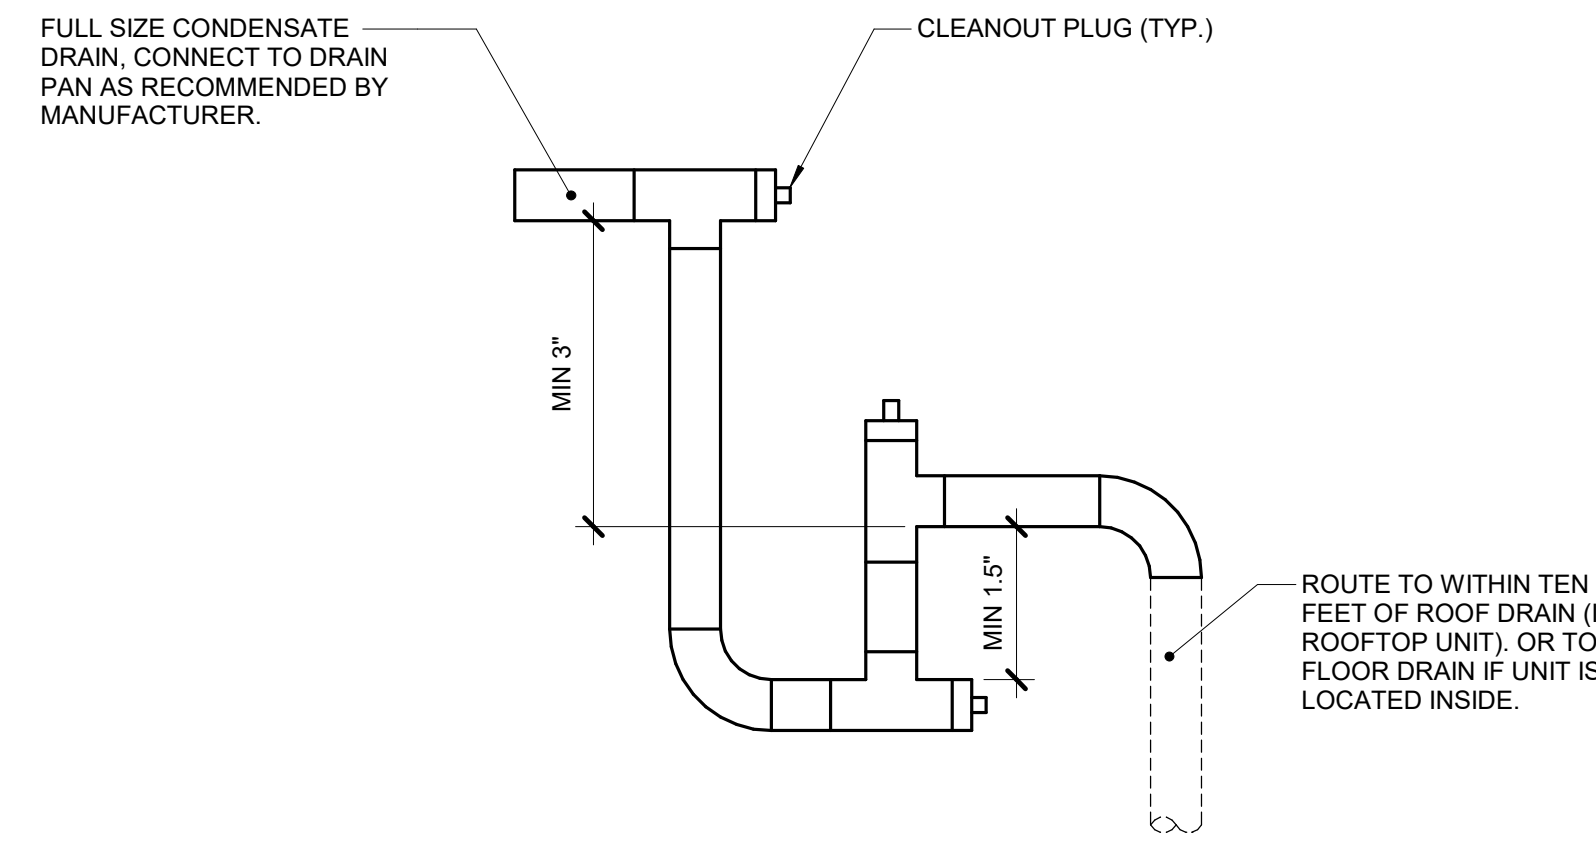 FULL SIZE CONDENSATE
DRAIN, CONNECT TO DRAIN
PAN AS RECOMMENDED BY
MANUFACTURER.
CLEANOUT PLUG (TYP.)
MIN 3"
MIN 1.5"
ROUTE TO WITHIN TEN
FEET OF ROOF DRAIN (
ROOFTOP UNIT). OR TO
FLOOR DRAIN IF UNIT IS
LOCATED INSIDE.